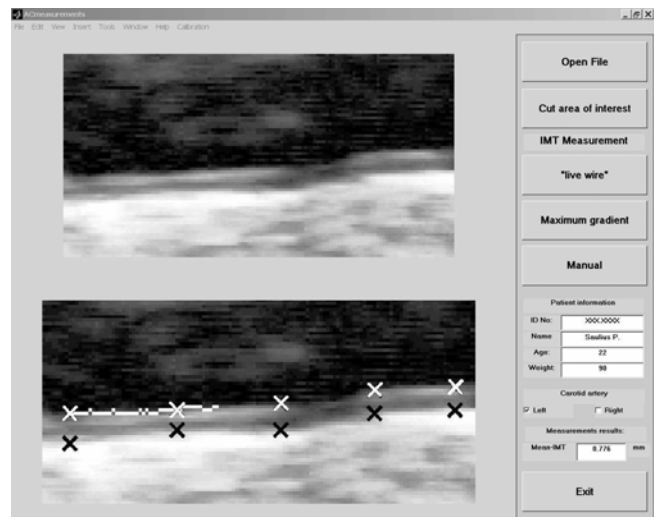 ACmeasurements
File Edit View Insert Tools Window Help Calibration
Open File
Cut area of interest
IMT Measurement
"live wire"
Maximum gradient
Manual
Patient information
ID No: XXX.XXXX
Name Saulius P.
Age: 22
Weight: 90
Carotid artery
Left Right
Measurements results:
Meas-IMT 0.776 mm
Exit